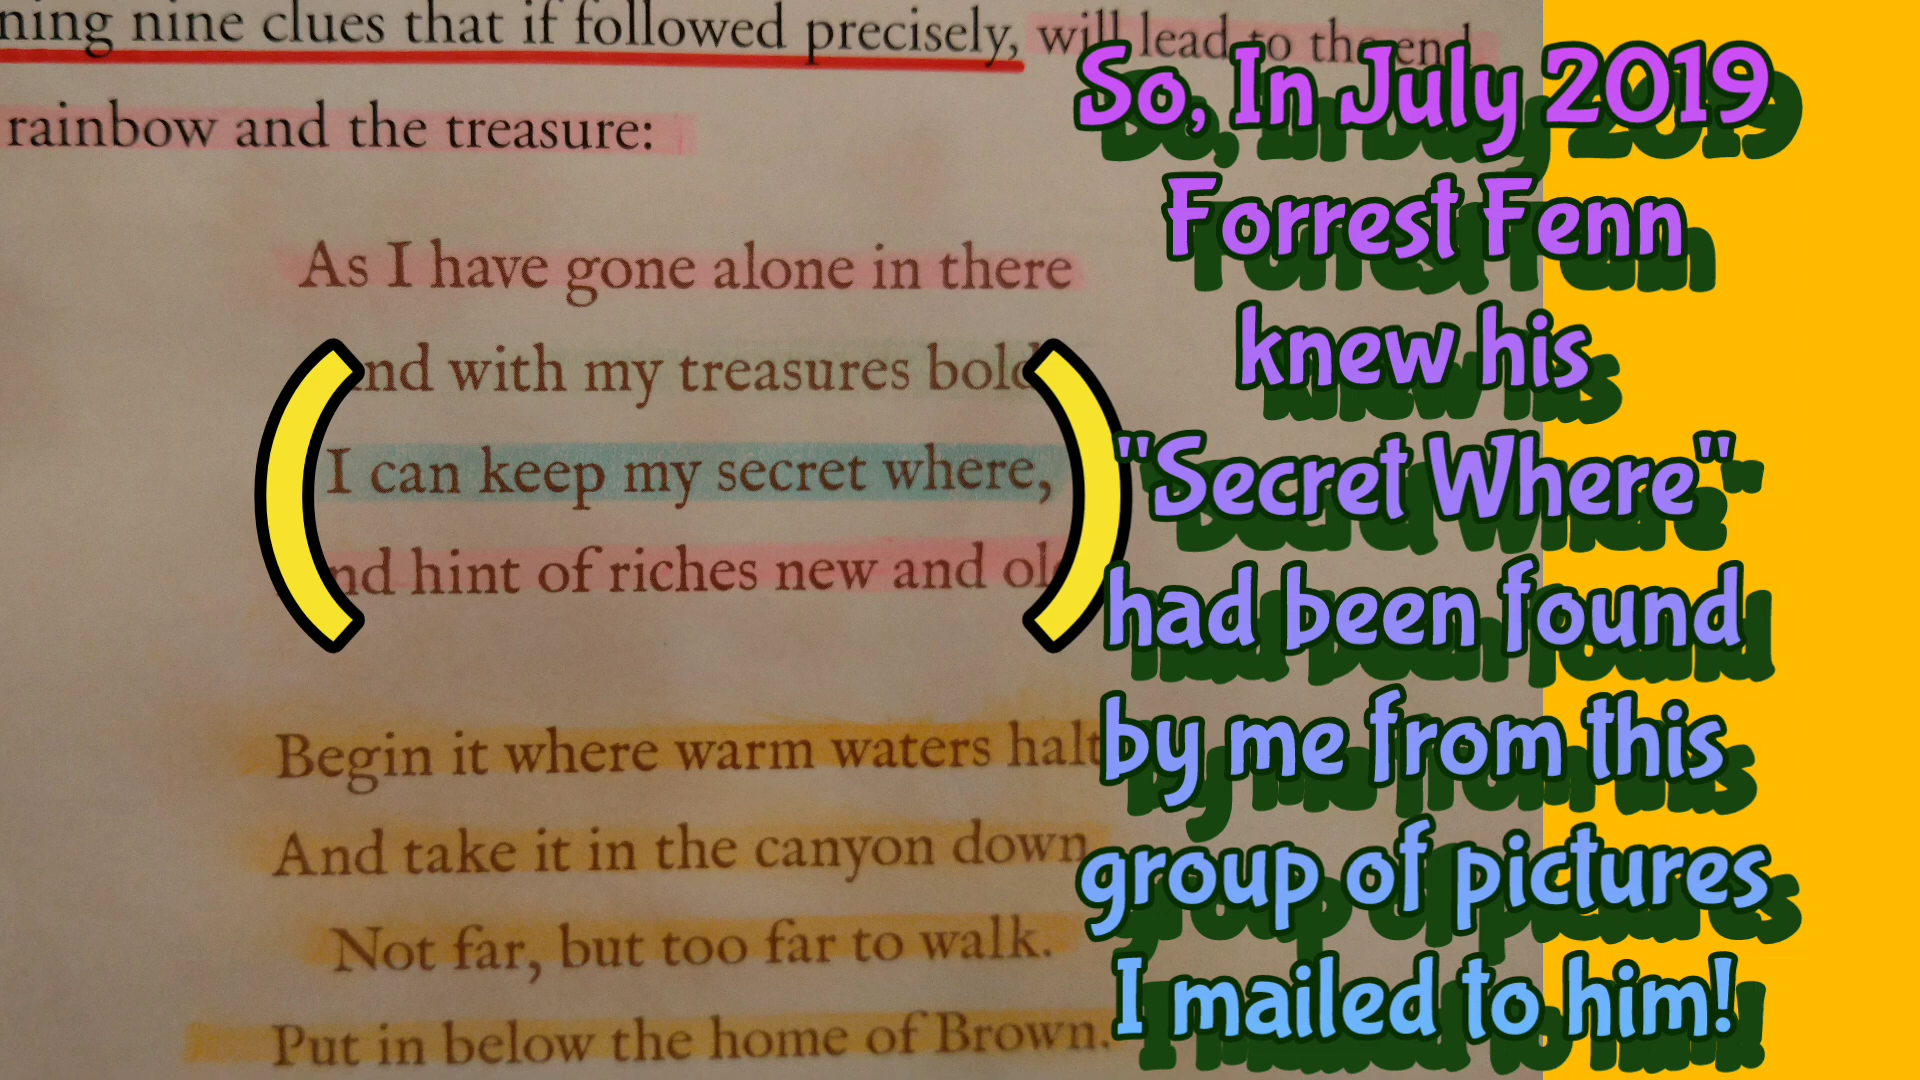 ning nine clues that if followed precisely, will lead to the end
rainbow and the treasure:
As I have gone alone in there
nd with my treasures bold
I can keep my secret where,
nd hint of riches new and old
Begin it where warm waters halt
And take it in the canyon down,
Not far, but too far to walk.
Put in below the home of Brown.
So, In July 2019
Forrest Fenn
knew his
"Secret Where"
had been found
by me from this
group of pictures
I mailed to him!